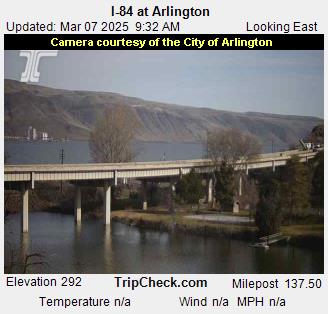 I-84 at Arlington
Updated: Mar 07 2025 9:32 AM Looking East
Camera courtesy of the City of Arlington
Elevation 292 TripCheck.com Milepost 137.50
Temperature n/a Wind n/a MPH n/a